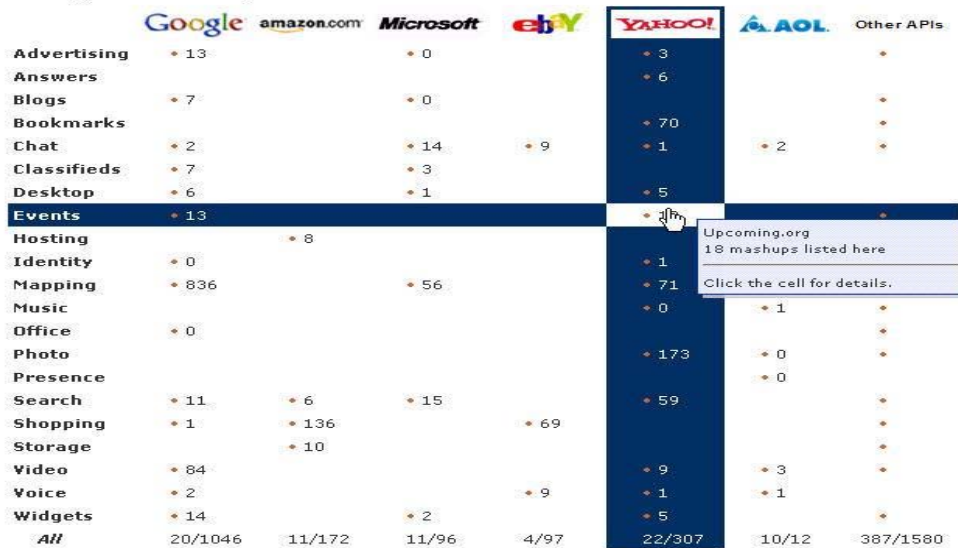 Google amazon.com Microsoft ebY YAHOO! AOL. Other APIs
Advertising 13 0 3
Answers 6
Blogs 7 0
Bookmarks 70
Chat 2 14 9 1 2
Classifieds 7 3
Desktop 6 1 5
Events 13
Upcoming.org
18 mashups listed here
Click the cell for details.
Hosting 8
Identity 0 1
Mapping 836 56 71
Music 0 1
Office 0
Photo 173 0
Presence 0
Search 11 6 15 59
Shopping 1 136 69
Storage 10
Video 84 9 3
Voice 2 9 1 1
Widgets 14 2 5
All 20/1046 11/172 11/96 4/97 22/307 10/12 387/1580